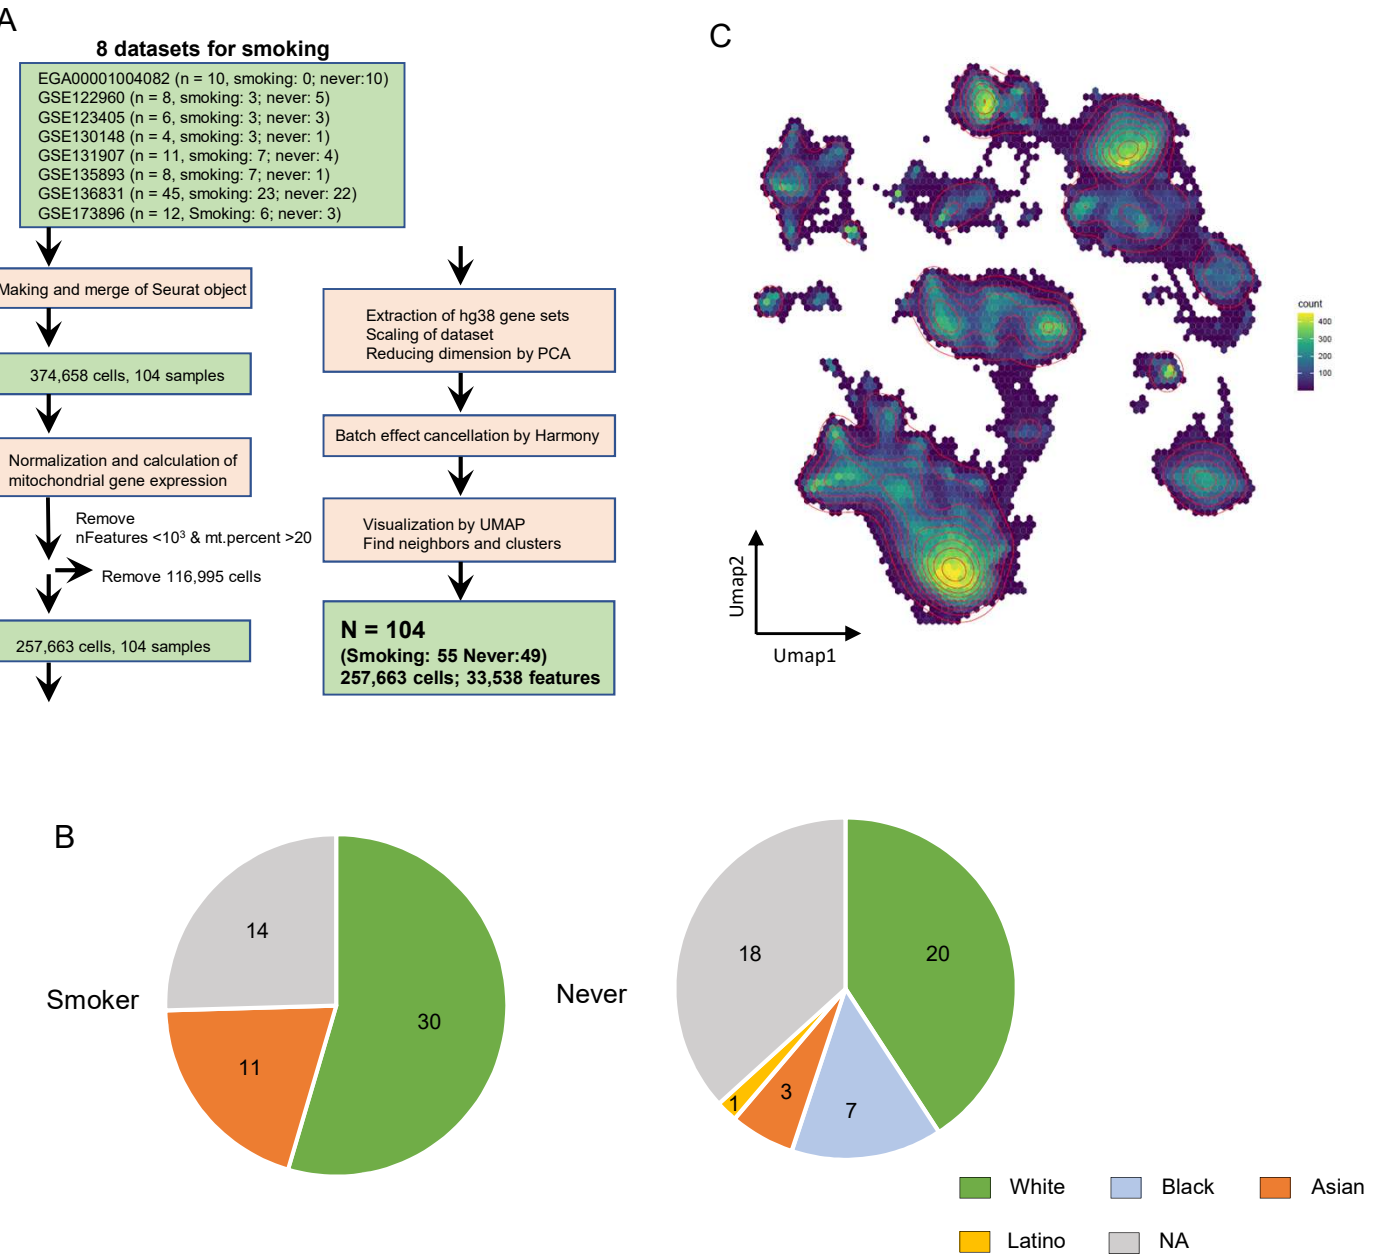 A
8 datasets for smoking
EGA00001004082 (n = 10, smoking: 0; never:10)
GSE122960 (n = 8, smoking: 3; never: 5)
GSE123405 (n = 6, smoking: 3; never: 3)
GSE130148 (n = 4, smoking: 3; never: 1)
GSE131907 (n = 11, smoking: 7; never: 4)
GSE135893 (n = 8, smoking: 7; never: 1)
GSE136831 (n = 45, smoking: 23; never: 22)
GSE173896 (n = 12, Smoking: 6; never: 3)
Making and merge of Seurat object
374,658 cells, 104 samples
Normalization and calculation of
mitochondrial gene expression
Remove
nFeatures <10³ & mt.percent >20
Remove 116,995 cells
257,663 cells, 104 samples
Extraction of hg38 gene sets
Scaling of dataset
Reducing dimension by PCA
Batch effect cancellation by Harmony
Visualization by UMAP
Find neighbors and clusters
N = 104
(Smoking: 55 Never:49)
257,663 cells; 33,538 features
C
count
400
300
200
100
Umap2
Umap1
B
Smoker
14
30
11
Never
18
20
1
3
7
White
Black
Asian
Latino
NA